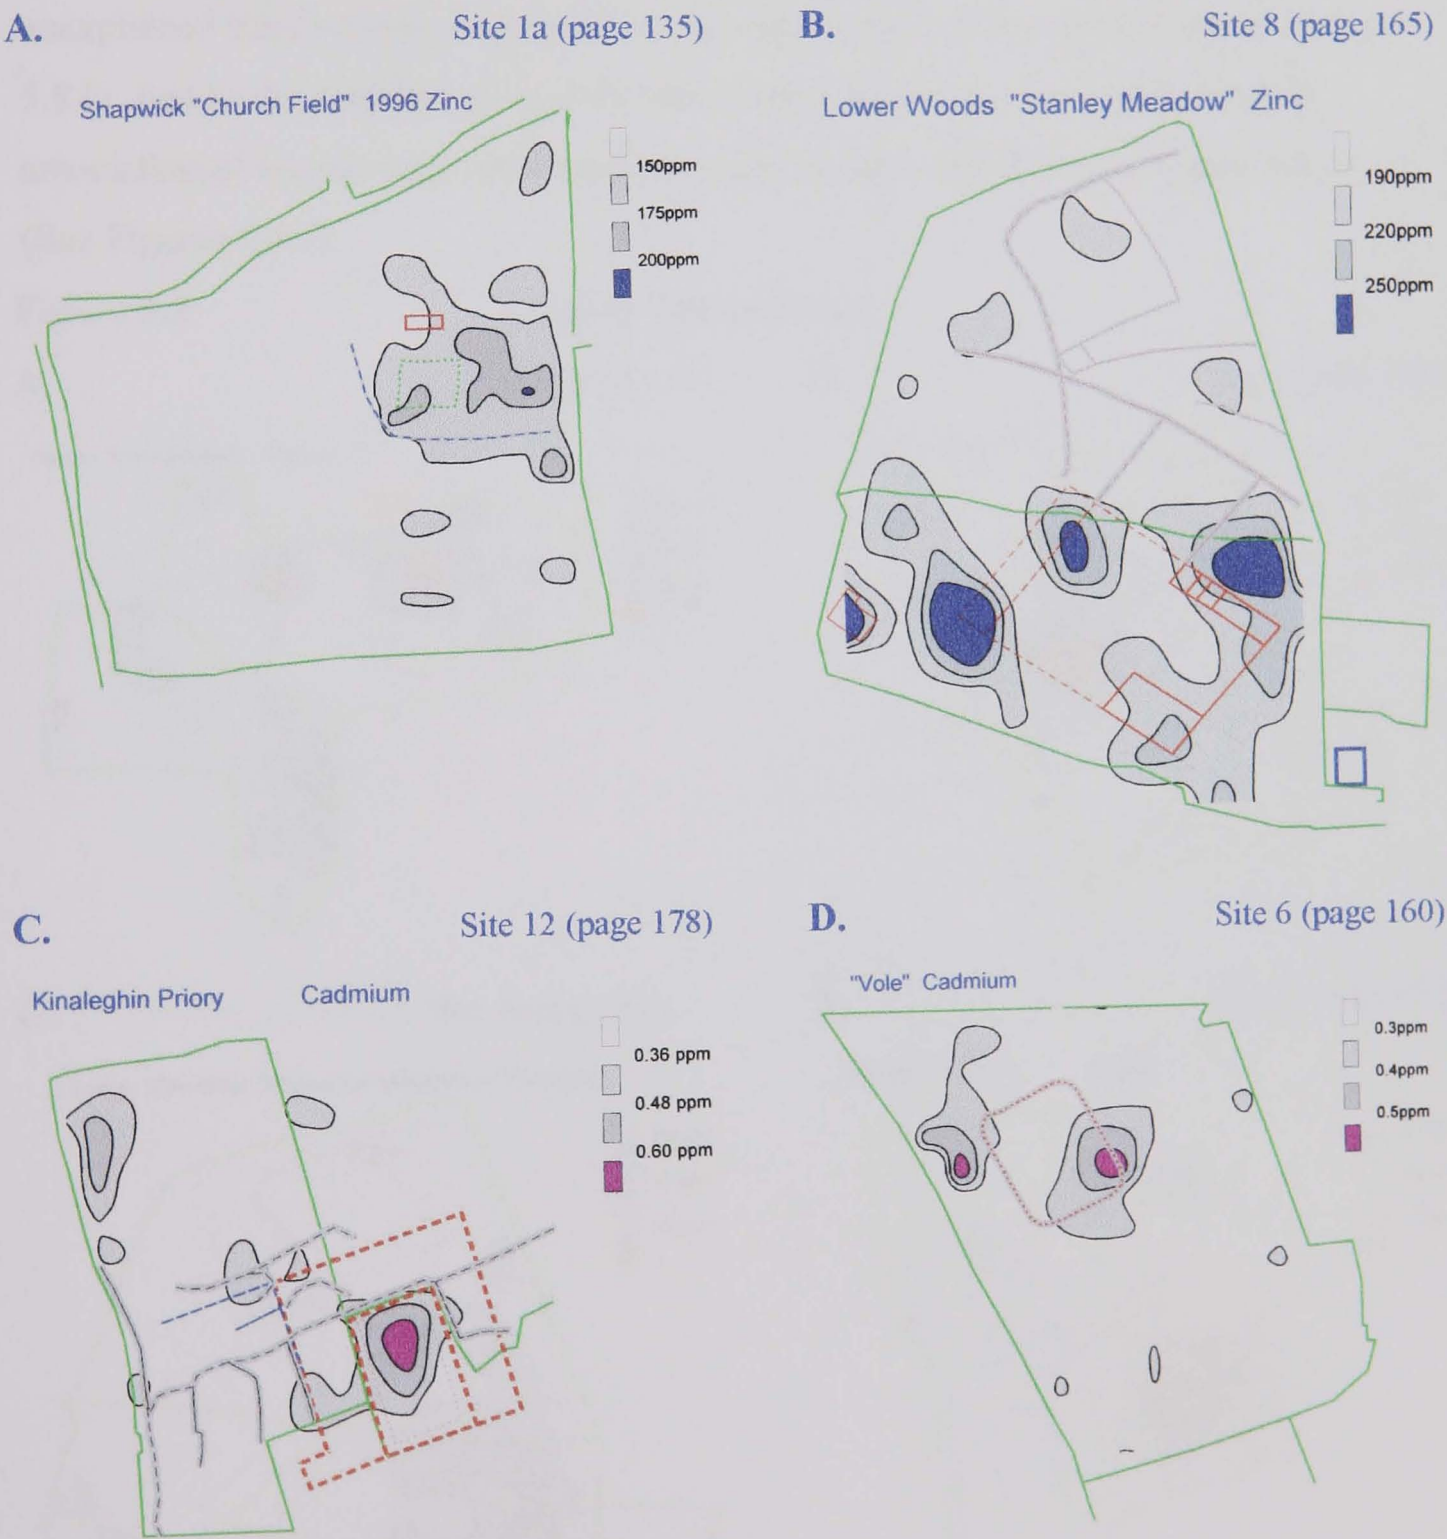 A.
Site 1a (page 135)
Shapwick "Church Field" 1996 Zinc
150ppm
175ppm
200ppm
B.
Site 8 (page 165)
Lower Woods "Stanley Meadow" Zinc
190ppm
220ppm
250ppm
C.
Site 12 (page 178)
Kinaleghin Priory Cadmium
0.36 ppm
0.48 ppm
0.60 ppm
D.
Site 6 (page 160)
"Vole" Cadmium
0.3ppm
0.4ppm
0.5ppm